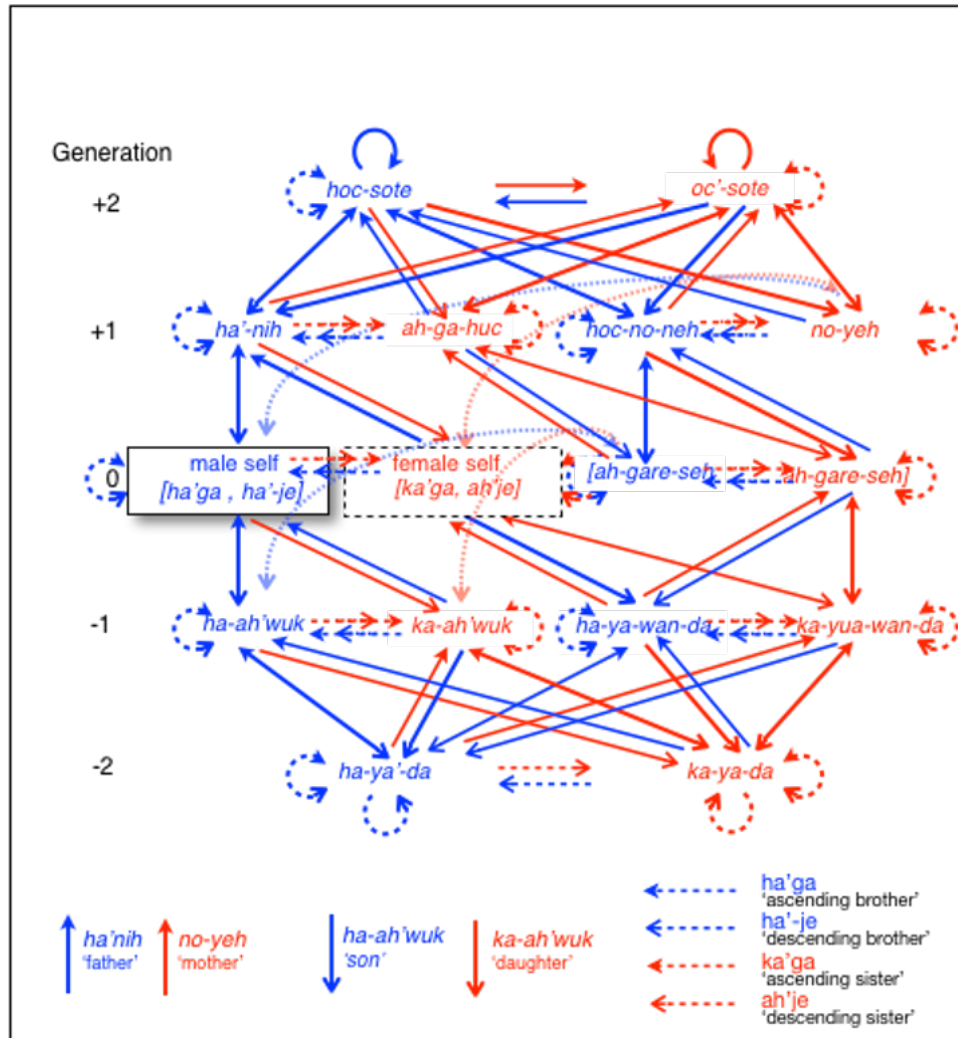 Generation
+2
hoc-sote
oc'-sote
+1
ha'-nih
ah-ga-huc
hoc-no-neh
no-yeh
0
male self
[ha'ga , ha'-je]
female self
[ka'ga, ah'je]
[ah-gare-seh
ah-gare-seh]
-1
ha-ah'wuk
ka-ah'wuk
ha-ya-wan-da
ka-yua-wan-da
-2
ha-ya'-da
ka-ya-da
ha'nih
'father'
no-yeh
'mother'
ha-ah'wuk
'son'
ka-ah'wuk
'daughter'
ha'ga
'ascending brother'
ha'-je
'descending brother'
ka'ga
'ascending sister'
ah'je
'descending sister'